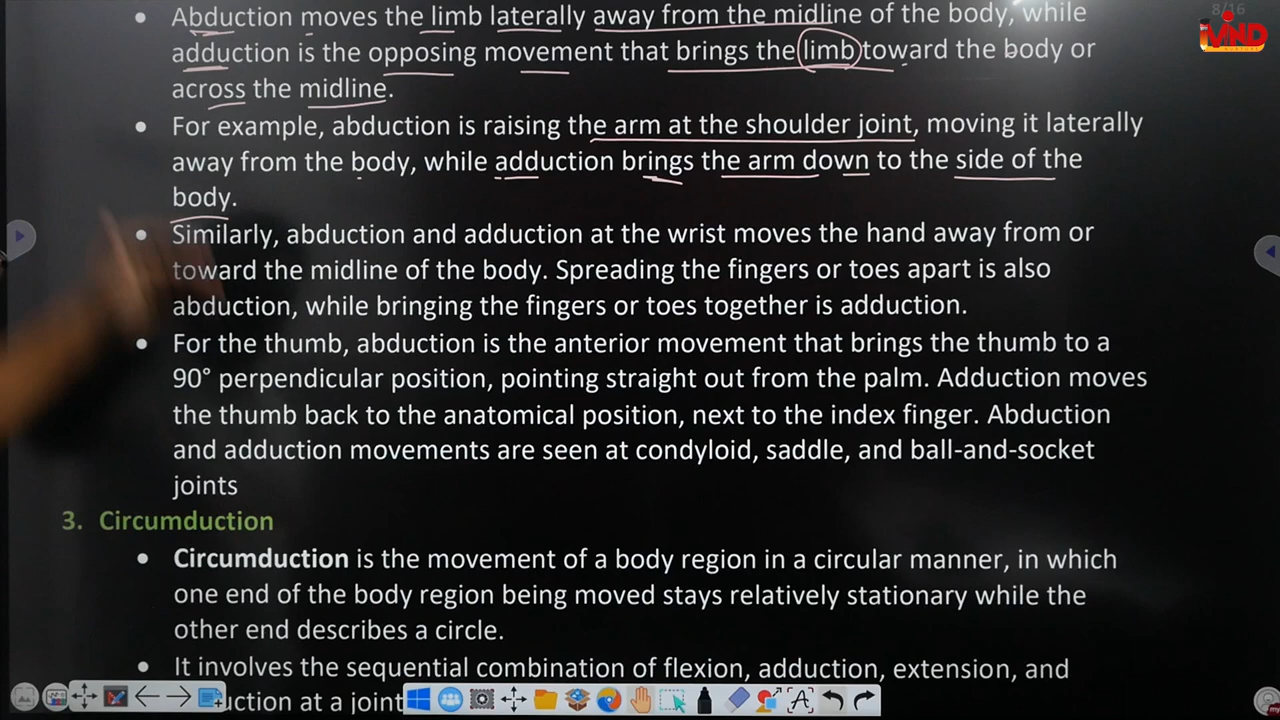 8/16
MIND
• Abduction moves the limb laterally away from the midline of the body, while
adduction is the opposing movement that brings the limb toward the body or
across the midline.
• For example, abduction is raising the arm at the shoulder joint, moving it laterally
away from the body, while adduction brings the arm down to the side of the
body.
• Similarly, abduction and adduction at the wrist moves the hand away from or
toward the midline of the body. Spreading the fingers or toes apart is also
abduction, while bringing the fingers or toes together is adduction.
• For the thumb, abduction is the anterior movement that brings the thumb to a
90° perpendicular position, pointing straight out from the palm. Adduction moves
the thumb back to the anatomical position, next to the index finger. Abduction
and adduction movements are seen at condyloid, saddle, and ball-and-socket
joints
3. Circumduction
• Circumduction is the movement of a body region in a circular manner, in which
one end of the body region being moved stays relatively stationary while the
other end describes a circle.
• It involves the sequential combination of flexion, adduction, extension, and
uction at a joint